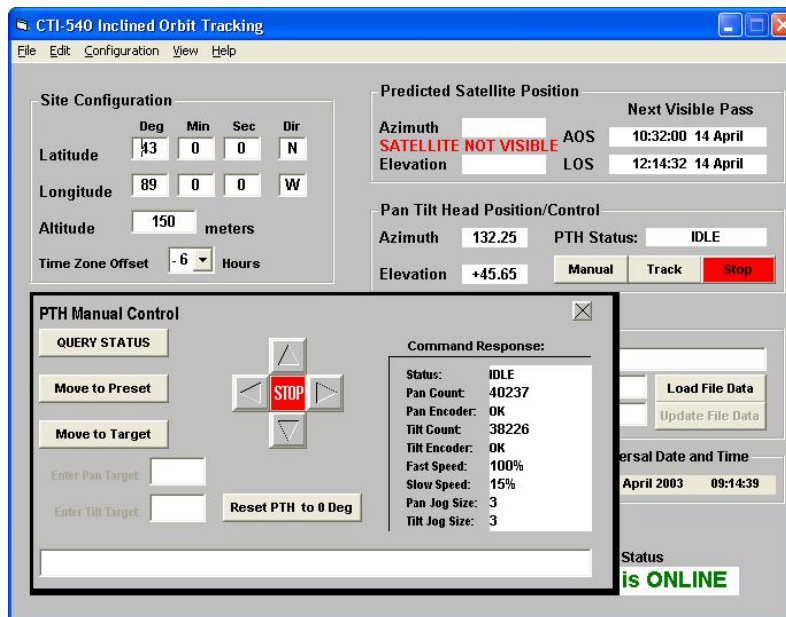 CTI-540 Inclined Orbit Tracking
File Edit Configuration View Help
Site Configuration
Deg Min Sec Dir
Latitude 43 0 0 N
Longitude 89 0 0 W
Altitude 150 meters
Time Zone Offset - 6 Hours
Predicted Satellite Position
Next Visible Pass
Azimuth
SATELLITE NOT VISIBLE
AOS 10:32:00 14 April
Elevation LOS 12:14:32 14 April
Pan Tilt Head Position/Control
Azimuth 132.25 PTH Status: IDLE
Elevation +45.65 Manual Track Stop
PTH Manual Control
QUERY STATUS
Move to Preset
Move to Target
Enter Pan Target:
Enter Tilt Target:
STOP
Reset PTH to 0 Deg
Command Response:
Status: IDLE
Pan Count: 40237
Pan Encoder: OK
Tilt Count: 38226
Tilt Encoder: OK
Fast Speed: 100%
Slow Speed: 15%
Pan Jog Size: 3
Tilt Jog Size: 3
Load File Data
Update File Data
ersal Date and Time
April 2003 09:14:39
Status
is ONLINE